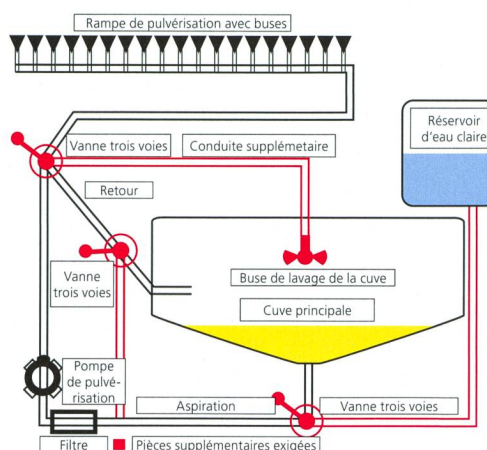 Rampe de pulvérisation avec buses
Réservoir
d'eau claire
Vanne trois voies
Conduite supplémetaire
Retour
Vanne
trois voies
Buse de lavage de la cuve
Cuve principale
Pompe
de pulvé-
risation
Aspiration
Vanne trois voies
Filtre
Pièces supplémentaires exigées